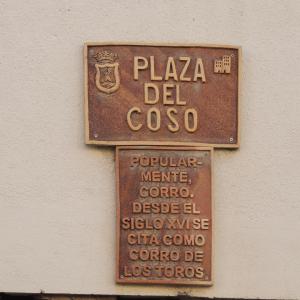 PLAZA
DEL
COSO
POPULAR-
MENTE,
CORRO.
DESDE EL
SIGLO XVI SE
CITA COMO
CORRO DE
LOS TOROS.